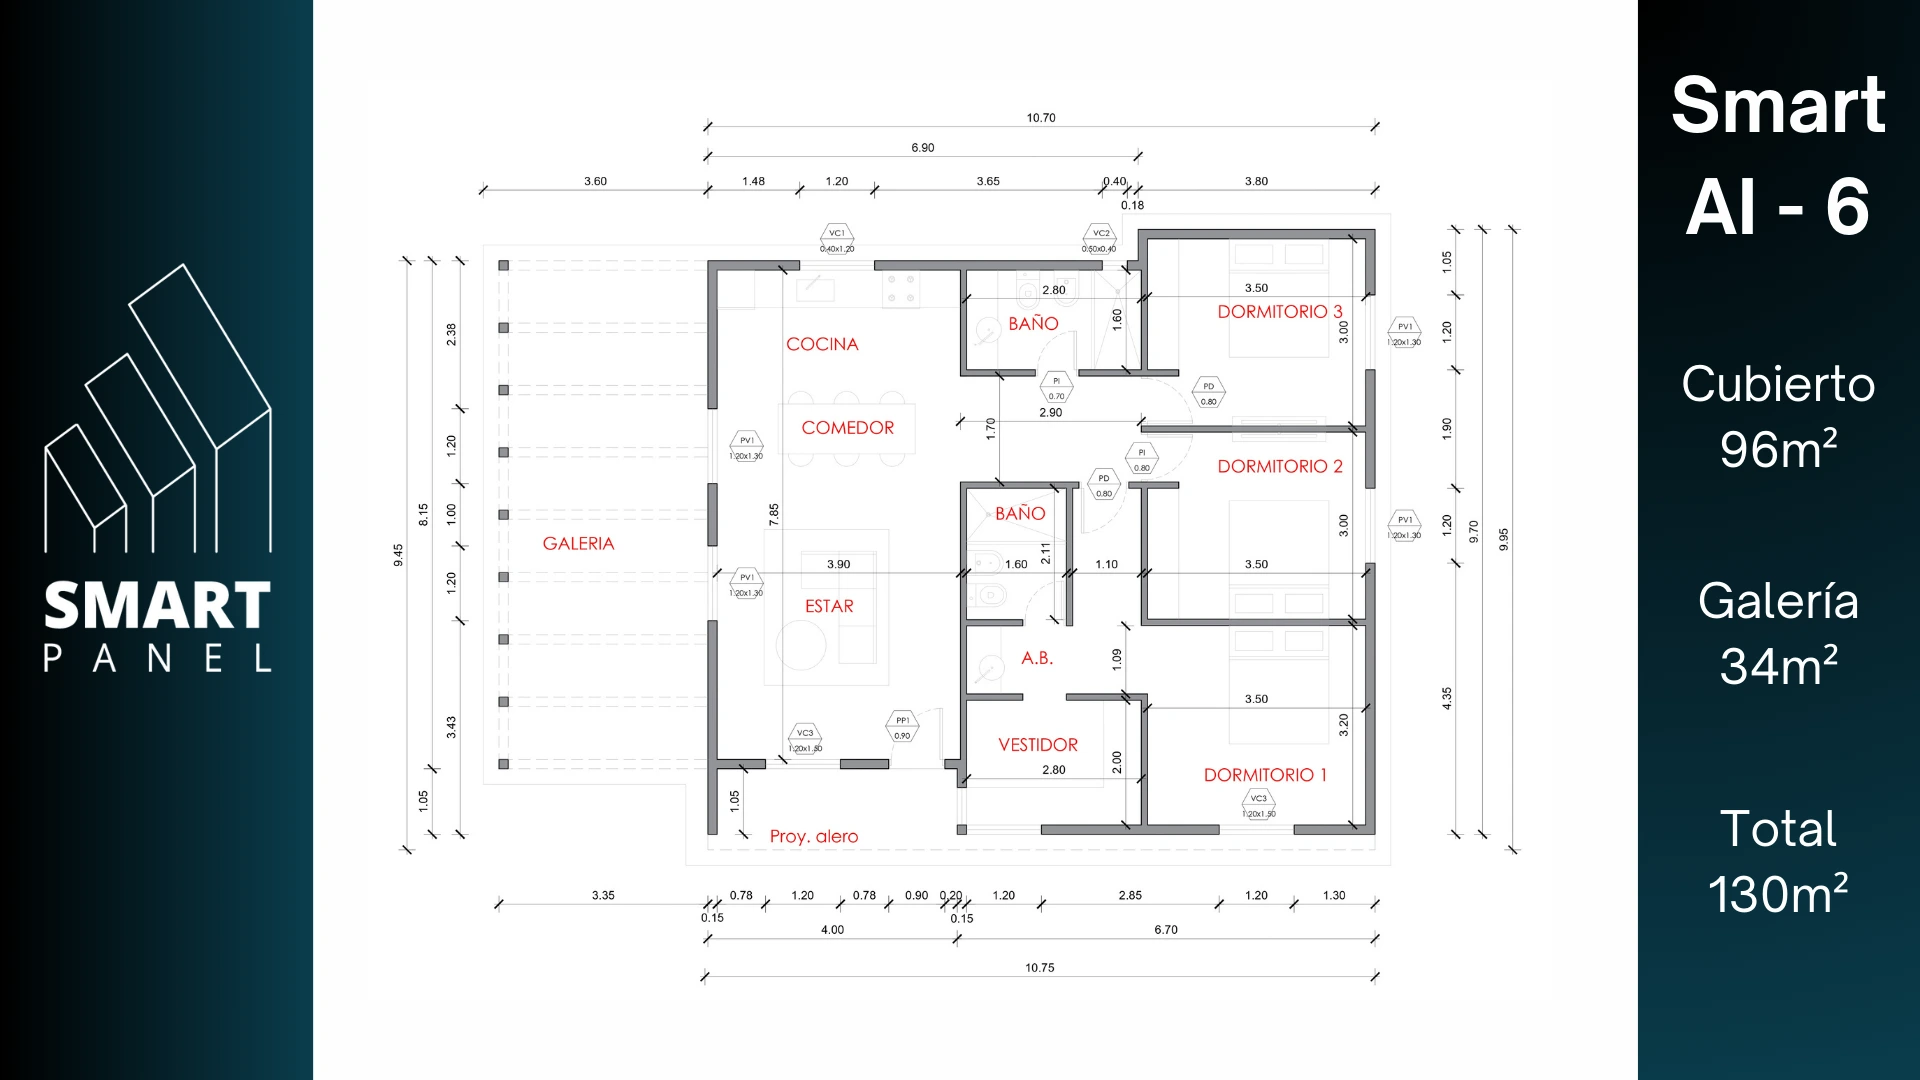 SMART
PANEL
10.70
6.90
3.60
1.48
1.20
3.65
0.40
3.80
0.18
VC1
0.40x1.20
VC2
0.50x0.40
2.80
BAÑO
1.60
3.50
DORMITORIO 3
3.00
PV1
1.20x1.30
1.05
1.20
COCINA
2.38
PI
0.70
PD
0.80
2.90
COMEDOR
1.70
1.90
PV1
1.20x1.30
1.20
PI
0.80
DORMITORIO 2
PD
0.80
8.15
1.00
7.85
BAÑO
3.00
PV1
1.20x1.30
1.20
9.70
9.95
GALERIA
9.45
2.11
3.90
1.60
1.10
3.50
PV1
1.20x1.30
1.20
ESTAR
A.B.
1.09
3.50
4.35
3.43
3.20
PP1
0.90
VC3
1.20x1.50
VESTIDOR
2.80
2.00
DORMITORIO 1
1.05
1.05
VC3
1.20x1.50
Proy. alero
3.35
0.78
1.20
0.78
0.90
0.20
1.20
2.85
1.20
1.30
0.15
0.15
4.00
6.70
10.75
Smart
AI - 6
Cubierto
96m²
Galería
34m²
Total
130m²